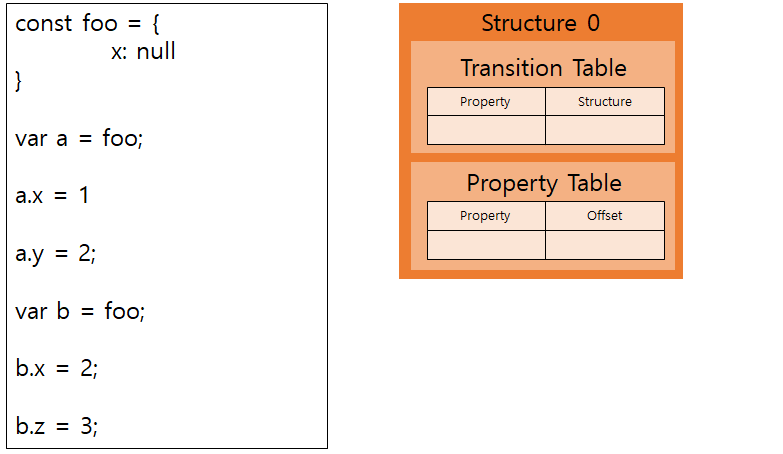 const foo = {
x: null
}
var a = foo;
a.x = 1
a.y = 2;
var b = foo;
b.x = 2;
b.z = 3;
Structure 0
Transition Table
Property Structure
Property Table
Property Offset